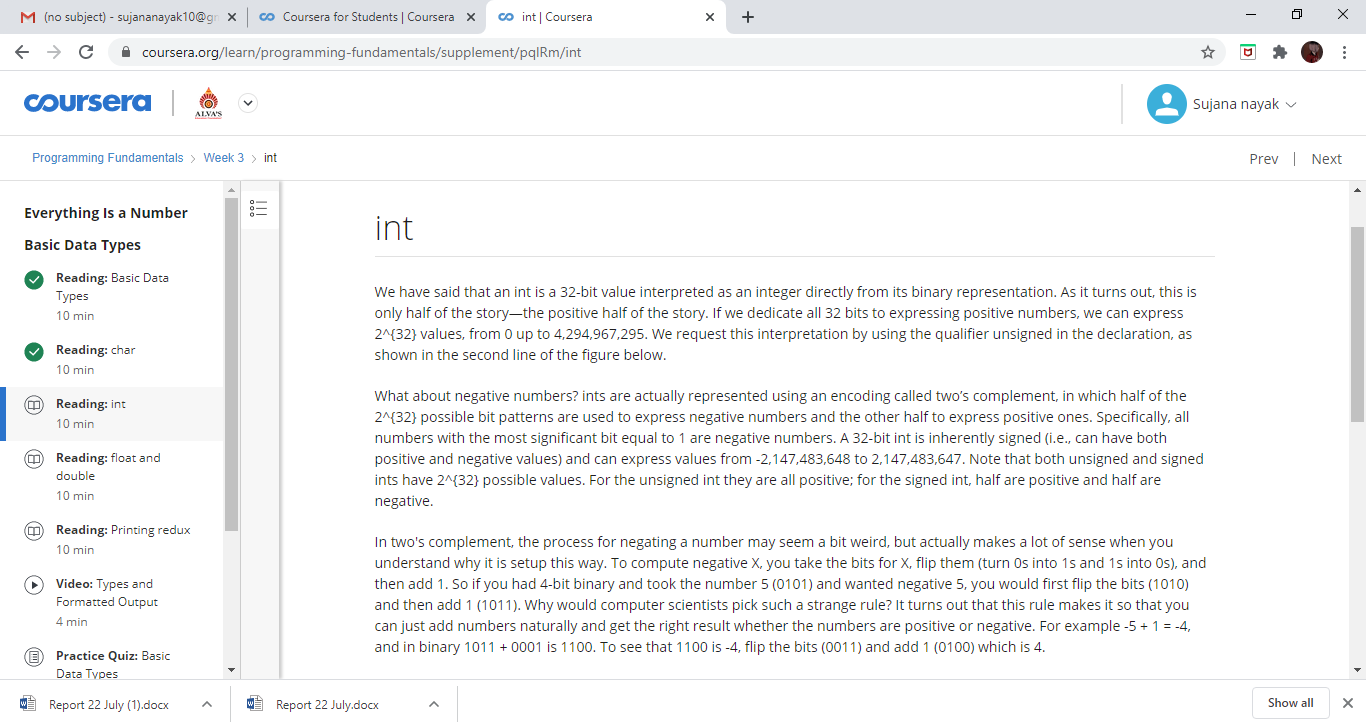 (no subject) - sujananayak10@gr
Coursera for Students | Coursera
int | Coursera
coursera.org/learn/programming-fundamentals/supplement/pqlRm/int
coursera
ALVA'S
Sujana nayak
Programming Fundamentals > Week 3 > int
Prev | Next
Everything Is a Number
Basic Data Types
Reading: Basic Data
Types
10 min
Reading: char
10 min
Reading: int
10 min
Reading: float and
double
10 min
Reading: Printing redux
10 min
Video: Types and
Formatted Output
4 min
Practice Quiz: Basic
Data Types
int
We have said that an int is a 32-bit value interpreted as an integer directly from its binary representation. As it turns out, this is
only half of the story—the positive half of the story. If we dedicate all 32 bits to expressing positive numbers, we can express
2^{32} values, from 0 up to 4,294,967,295. We request this interpretation by using the qualifier unsigned in the declaration, as
shown in the second line of the figure below.
What about negative numbers? ints are actually represented using an encoding called two’s complement, in which half of the
2^{32} possible bit patterns are used to express negative numbers and the other half to express positive ones. Specifically, all
numbers with the most significant bit equal to 1 are negative numbers. A 32-bit int is inherently signed (i.e., can have both
positive and negative values) and can express values from -2,147,483,648 to 2,147,483,647. Note that both unsigned and signed
ints have 2^{32} possible values. For the unsigned int they are all positive; for the signed int, half are positive and half are
negative.
In two's complement, the process for negating a number may seem a bit weird, but actually makes a lot of sense when you
understand why it is setup this way. To compute negative X, you take the bits for X, flip them (turn 0s into 1s and 1s into 0s), and
then add 1. So if you had 4-bit binary and took the number 5 (0101) and wanted negative 5, you would first flip the bits (1010)
and then add 1 (1011). Why would computer scientists pick such a strange rule? It turns out that this rule makes it so that you
can just add numbers naturally and get the right result whether the numbers are positive or negative. For example -5 + 1 = -4,
and in binary 1011 + 0001 is 1100. To see that 1100 is -4, flip the bits (0011) and add 1 (0100) which is 4.
Report 22 July (1).docx
Report 22 July.docx
Show all